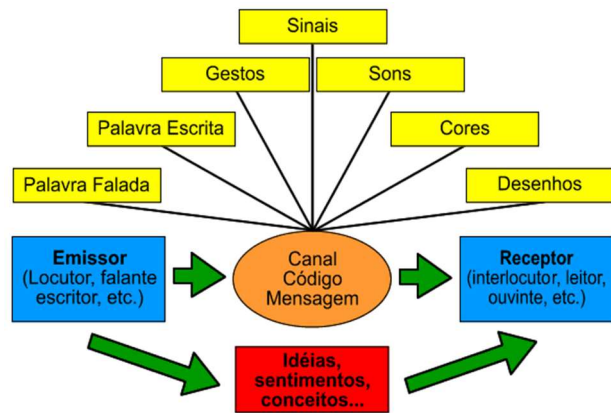 Sinais
Gestos
Sons
Palavra Escrita
Cores
Palavra Falada
Desenhos
Emissor
(Locutor, falante
escritor, etc.)
Canal
Código
Mensagem
Receptor
(interlocutor, leitor,
ouvinte, etc.)
Idéias,
sentimentos,
conceitos...